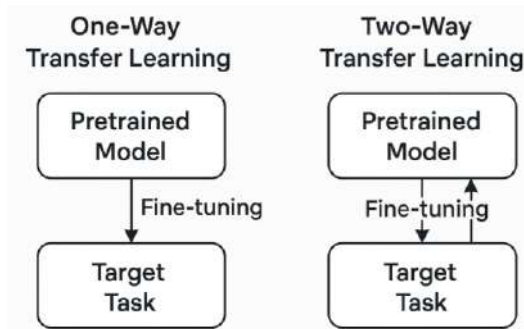 One-Way
Transfer Learning
Pretrained
Model
Fine-tuning
Target
Task
Two-Way
Transfer Learning
Pretrained
Model
Fine-tuning
Target
Task